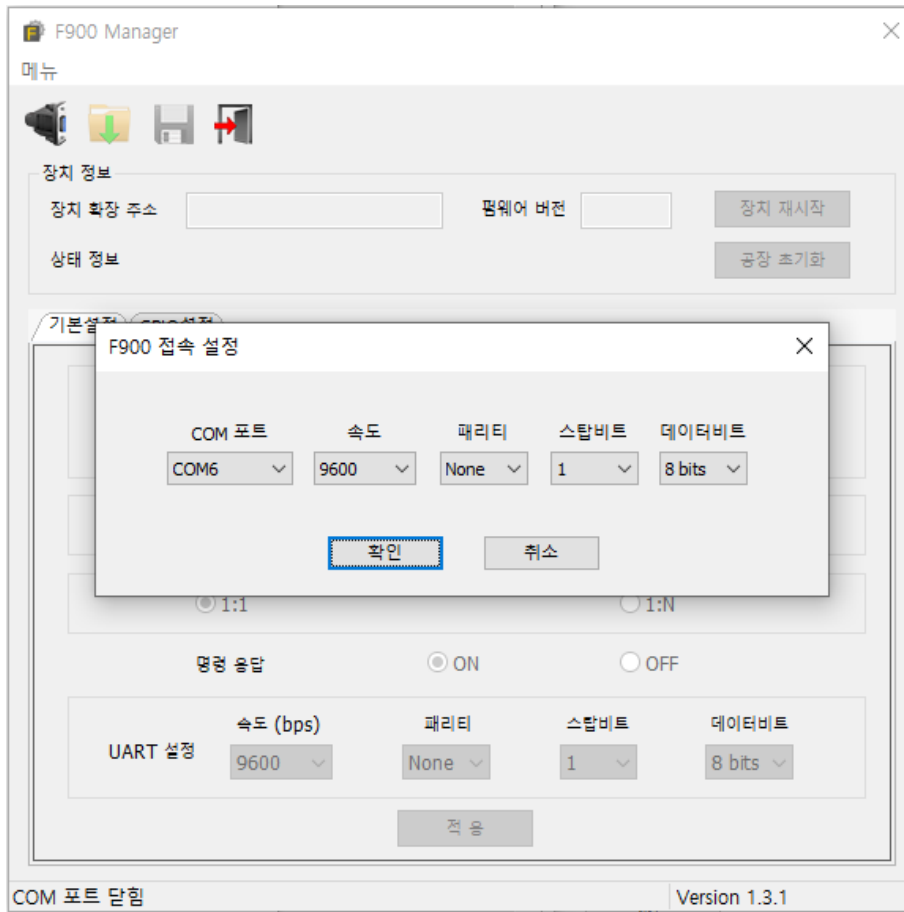 F900 Manager
메뉴
장치 정보
장치 확장 주소 펌웨어 버전 장치 재시작
상태 정보 공장 초기화
기본설정
F900 접속 설정
COM 포트 속도 패리티 스탑비트 데이터비트
COM6 9600 None 1 8 bits
확인 취소
1:1 1:N
명령 응답 ON OFF
속도 (bps) 패리티 스탑비트 데이터비트
UART 설정 9600 None 1 8 bits
적 용
COM 포트 닫힘 Version 1.3.1